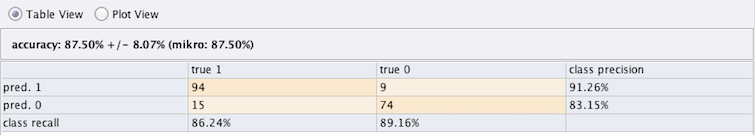 Table View Plot View
accuracy: 87.50% +/- 8.07% (mikro: 87.50%)
true 1 true 0 class precision
pred. 1 94 9 91.26%
pred. 0 15 74 83.15%
class recall 86.24% 89.16%